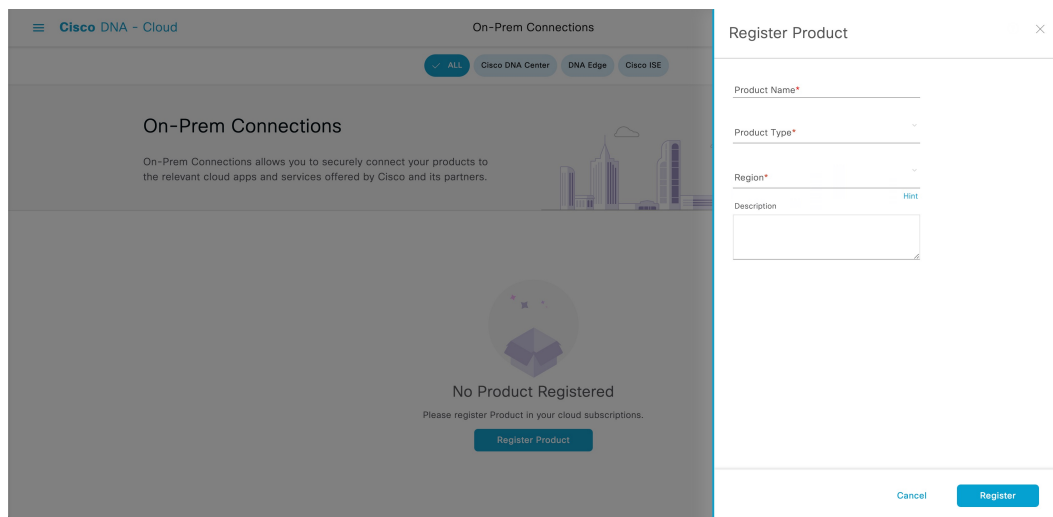 Cisco DNA - Cloud
On-Prem Connections
ALL
Cisco DNA Center
DNA Edge
Cisco ISE
On-Prem Connections
On-Prem Connections allows you to securely connect your products to
the relevant cloud apps and services offered by Cisco and its partners.
No Product Registered
Please register Product in your cloud subscriptions.
Register Product
Register Product
Product Name*
Product Type*
Region*
Hint
Description
Cancel
Register